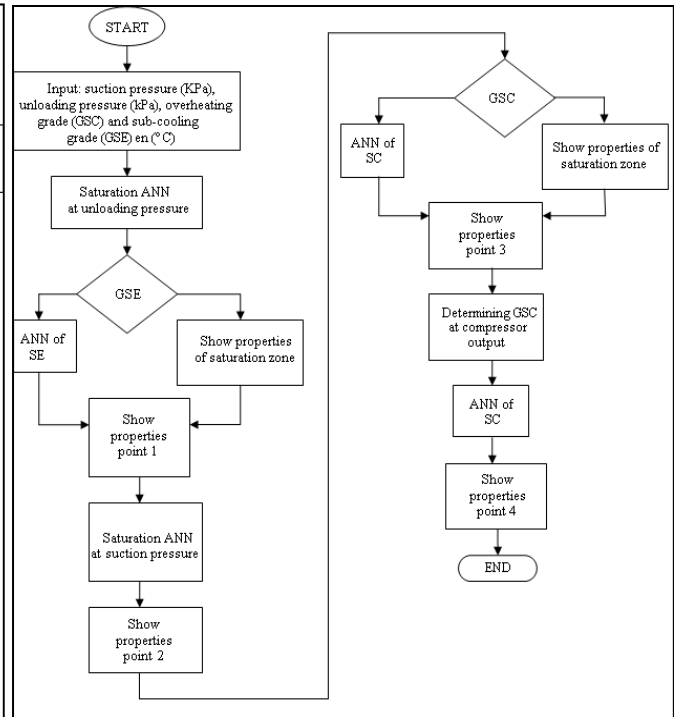 START
Input: suction pressure (KPa),
unloading pressure (kPa), overheating
grade (GSC) and sub-cooling
grade (GSE) en (°C)
Saturation ANN
at unloading pressure
GSE
ANN of
SE
Show properties
of saturation zone
Show
properties
point 1
Saturation ANN
at suction pressure
Show
properties
point 2
GSC
ANN of
SC
Show properties of
saturation zone
Show
properties
point 3
Determining GSC
at compressor
output
ANN of
SC
Show
properties
point 4
END